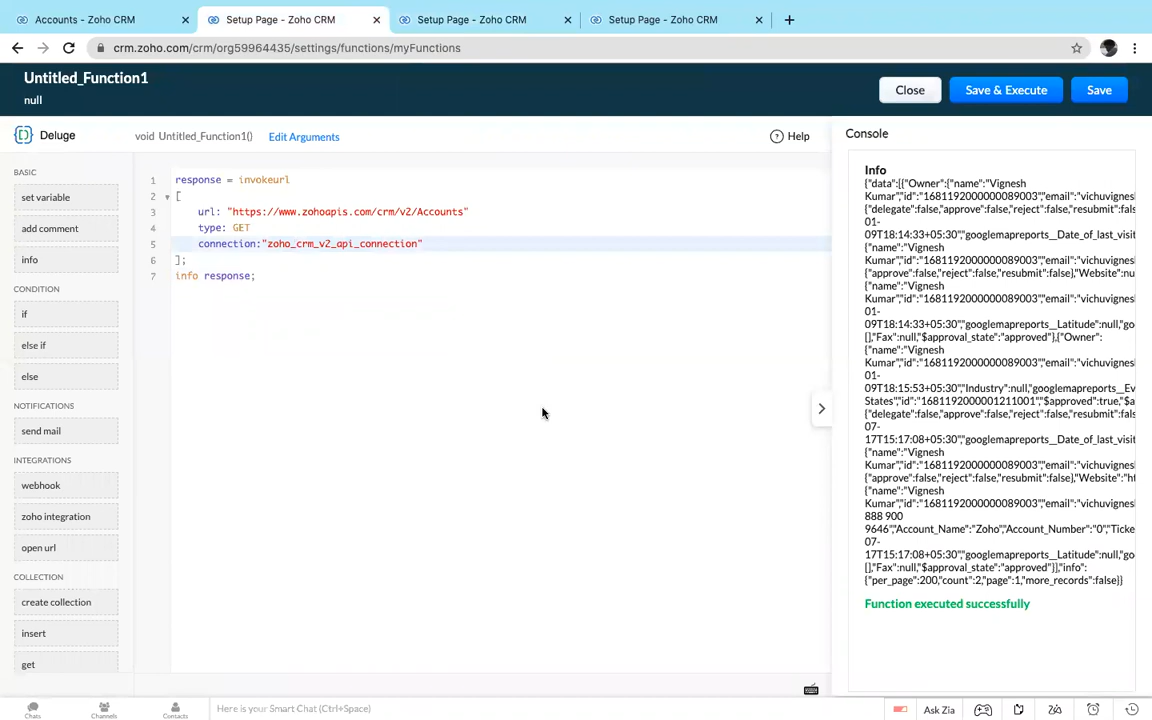 Accounts - Zoho CRM
Setup Page - Zoho CRM
Setup Page - Zoho CRM
Setup Page - Zoho CRM
crm.zoho.com/crm/org59964435/settings/functions/myFunctions
Untitled_Function1
null
Close
Save & Execute
Save
Deluge
void Untitled_Function1()
Edit Arguments
Help
Console
BASIC
set variable
add comment
info
CONDITION
if
else if
else
NOTIFICATIONS
send mail
INTEGRATIONS
webhook
zoho integration
open url
COLLECTION
create collection
insert
get
1 response = invokeurl
2 [
3 url: "https://www.zohoapis.com/crm/v2/Accounts"
4 type: GET
5 connection:"zoho_crm_v2_api_connection"
6 ];
7 info response;
Info
{"data":[{"Owner":{"name":"Vignesh
Kumar","id":"1681192000000089003","email":"vichuvignes
{"delegate":false,"approve":false,"reject":false,"resubmit":fals
01-
09T18:14:33+05:30","googlemapreports__Date_of_last_visit
{"name":"Vignesh
Kumar","id":"1681192000000089003","email":"vichuvignes
{"approve":false,"reject":false,"resubmit":false},"Website":nu
{"name":"Vignesh
Kumar","id":"1681192000000089003","email":"vichuvignes
01-
09T18:14:33+05:30","googlemapreports__Latitude":null,"go
[],"Fax":null,"$approval_state":"approved"},{"Owner":
{"name":"Vignesh
Kumar","id":"1681192000000089003","email":"vichuvignes
01-
09T18:15:53+05:30","Industry":null,"googlemapreports__Ev
States","id":"1681192000001211001","$approved":true,"$a
{"delegate":false,"approve":false,"reject":false,"resubmit":fals
07-
17T15:17:08+05:30","googlemapreports__Date_of_last_visit
{"name":"Vignesh
Kumar","id":"1681192000000089003","email":"vichuvignes
{"approve":false,"reject":false,"resubmit":false},"Website":"ht
{"name":"Vignesh
Kumar","id":"1681192000000089003","email":"vichuvignes
888 900
9646","Account_Name":"Zoho","Account_Number":"0","Ticke
07-
17T15:17:08+05:30","googlemapreports__Latitude":null,"go
[],"Fax":null,"$approval_state":"approved"}],"info":
{"per_page":200,"count":2,"page":1,"more_records":false}}
Function executed successfully
Chats
Channels
Contacts
Here is your Smart Chat (Ctrl+Space)
Ask Zia